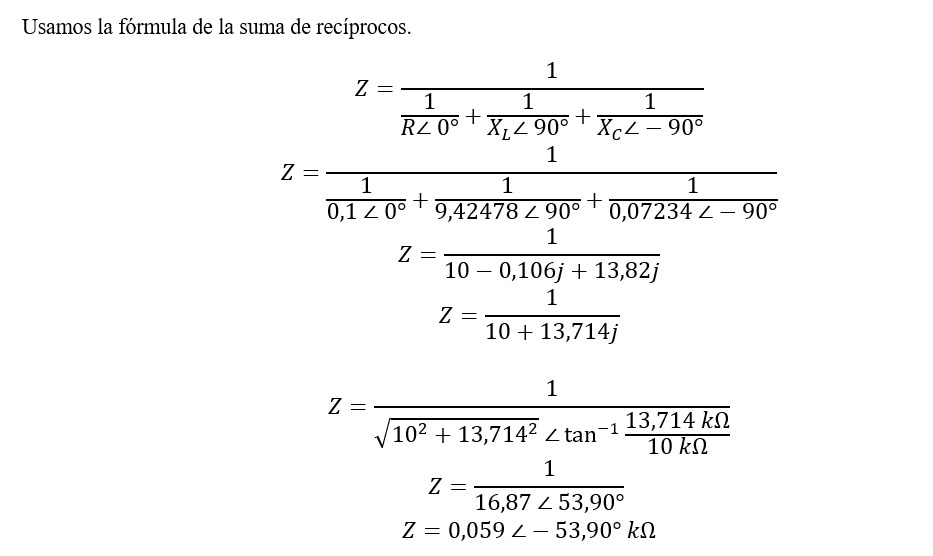 Usamos la fórmula de la suma de recíprocos.
Z = 1 / (1/(R∠ 0°) + 1/(X_L∠ 90°) + 1/(X_C∠ − 90°))
Z = 1 / (1/(0,1 ∠ 0°) + 1/(9,42478 ∠ 90°) + 1/(0,07234 ∠ − 90°))
Z = 1 / (10 − 0,106j + 13,82j)
Z = 1 / (10 + 13,714j)
Z = 1 / (√(10² + 13,714²) ∠ tan⁻¹ (13,714 kΩ / 10 kΩ))
Z = 1 / (16,87 ∠ 53,90°)
Z = 0,059 ∠ − 53,90° kΩ